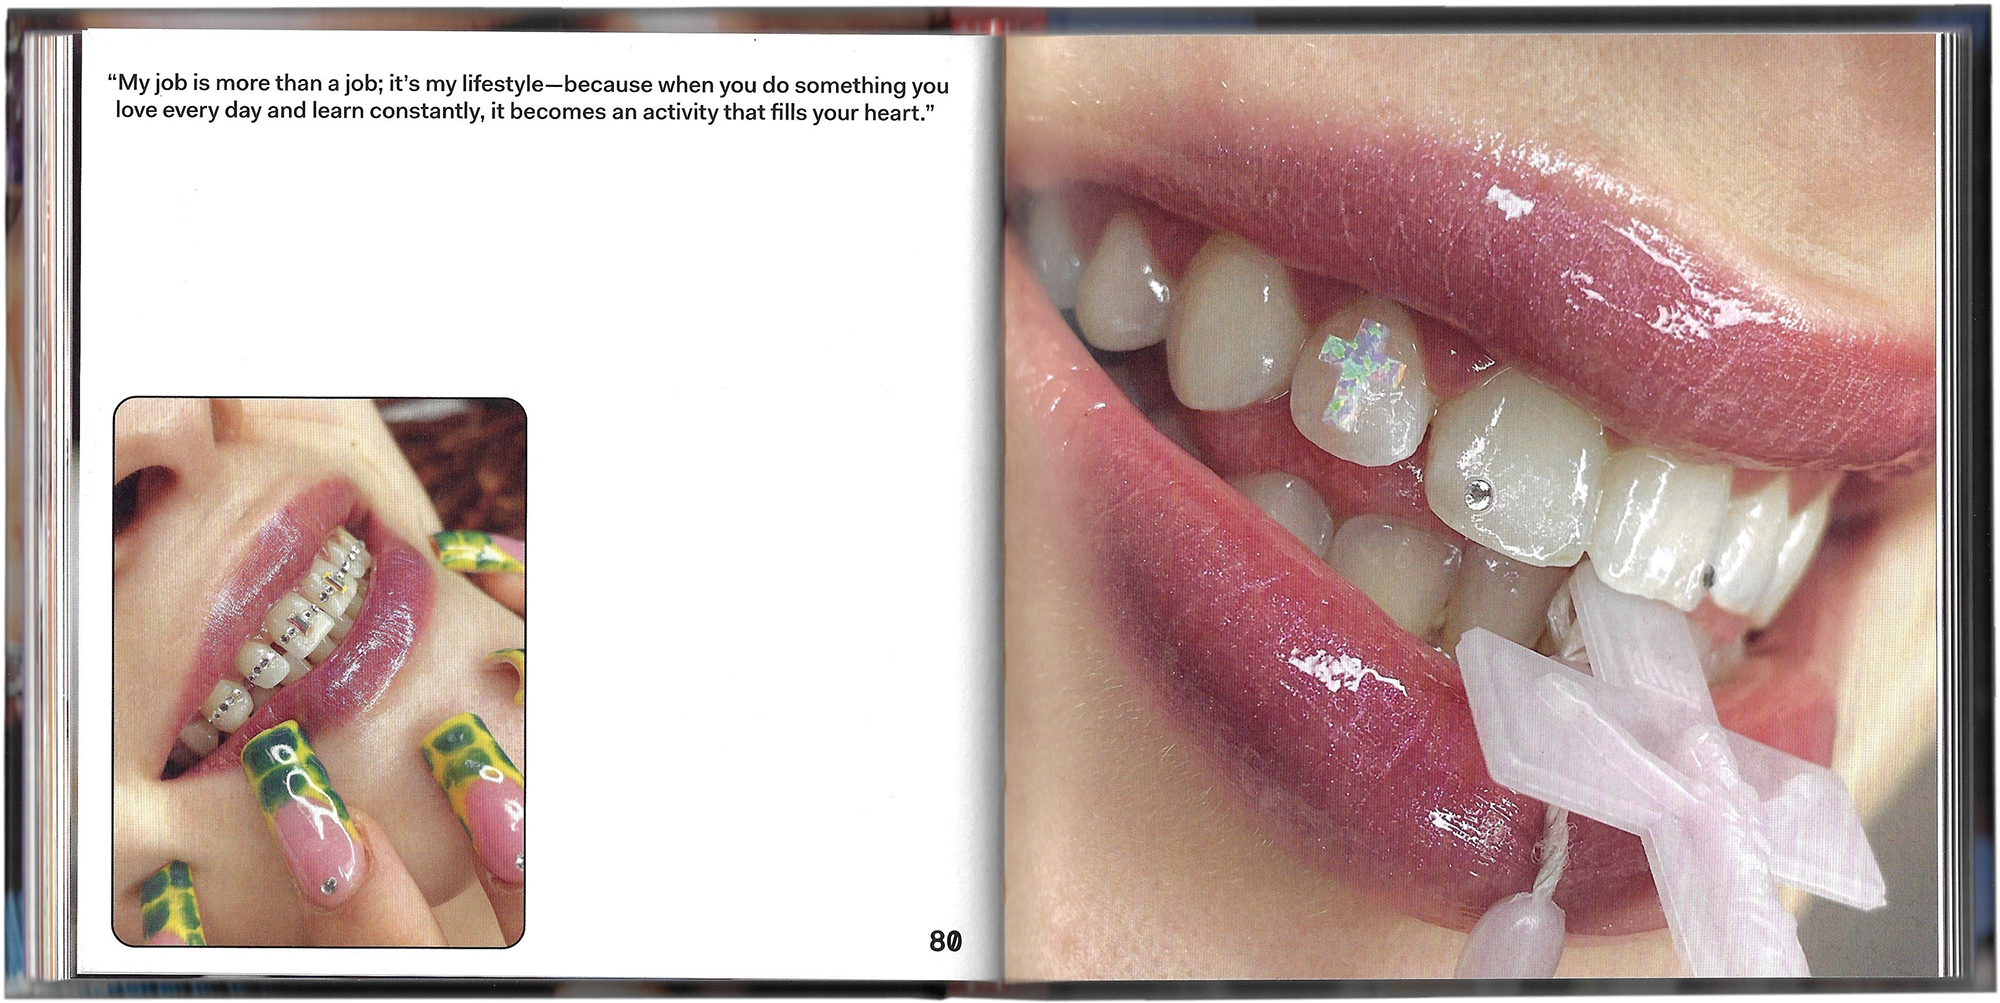 “My job is more than a job; it’s my lifestyle—because when you do something you
love every day and learn constantly, it becomes an activity that fills your heart.”
80